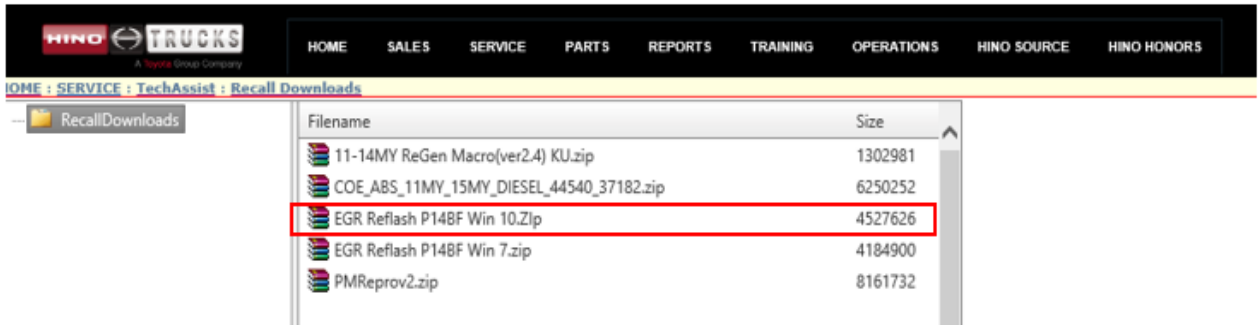 HINO TRUCKS
A Toyota Group Company
HOME SALES SERVICE PARTS REPORTS TRAINING OPERATIONS HINO SOURCE HINO HONORS
IOME : SERVICE : TechAssist : Recall Downloads
RecallDownloads
Filename Size
11-14MY ReGen Macro(ver2.4) KU.zip 1302981
COE_ABS_11MY_15MY_DIESEL_44540_37182.zip 6250252
EGR Reflash P14BF Win 10.ZIp 4527626
EGR Reflash P14BF Win 7.zip 4184900
PMReprov2.zip 8161732